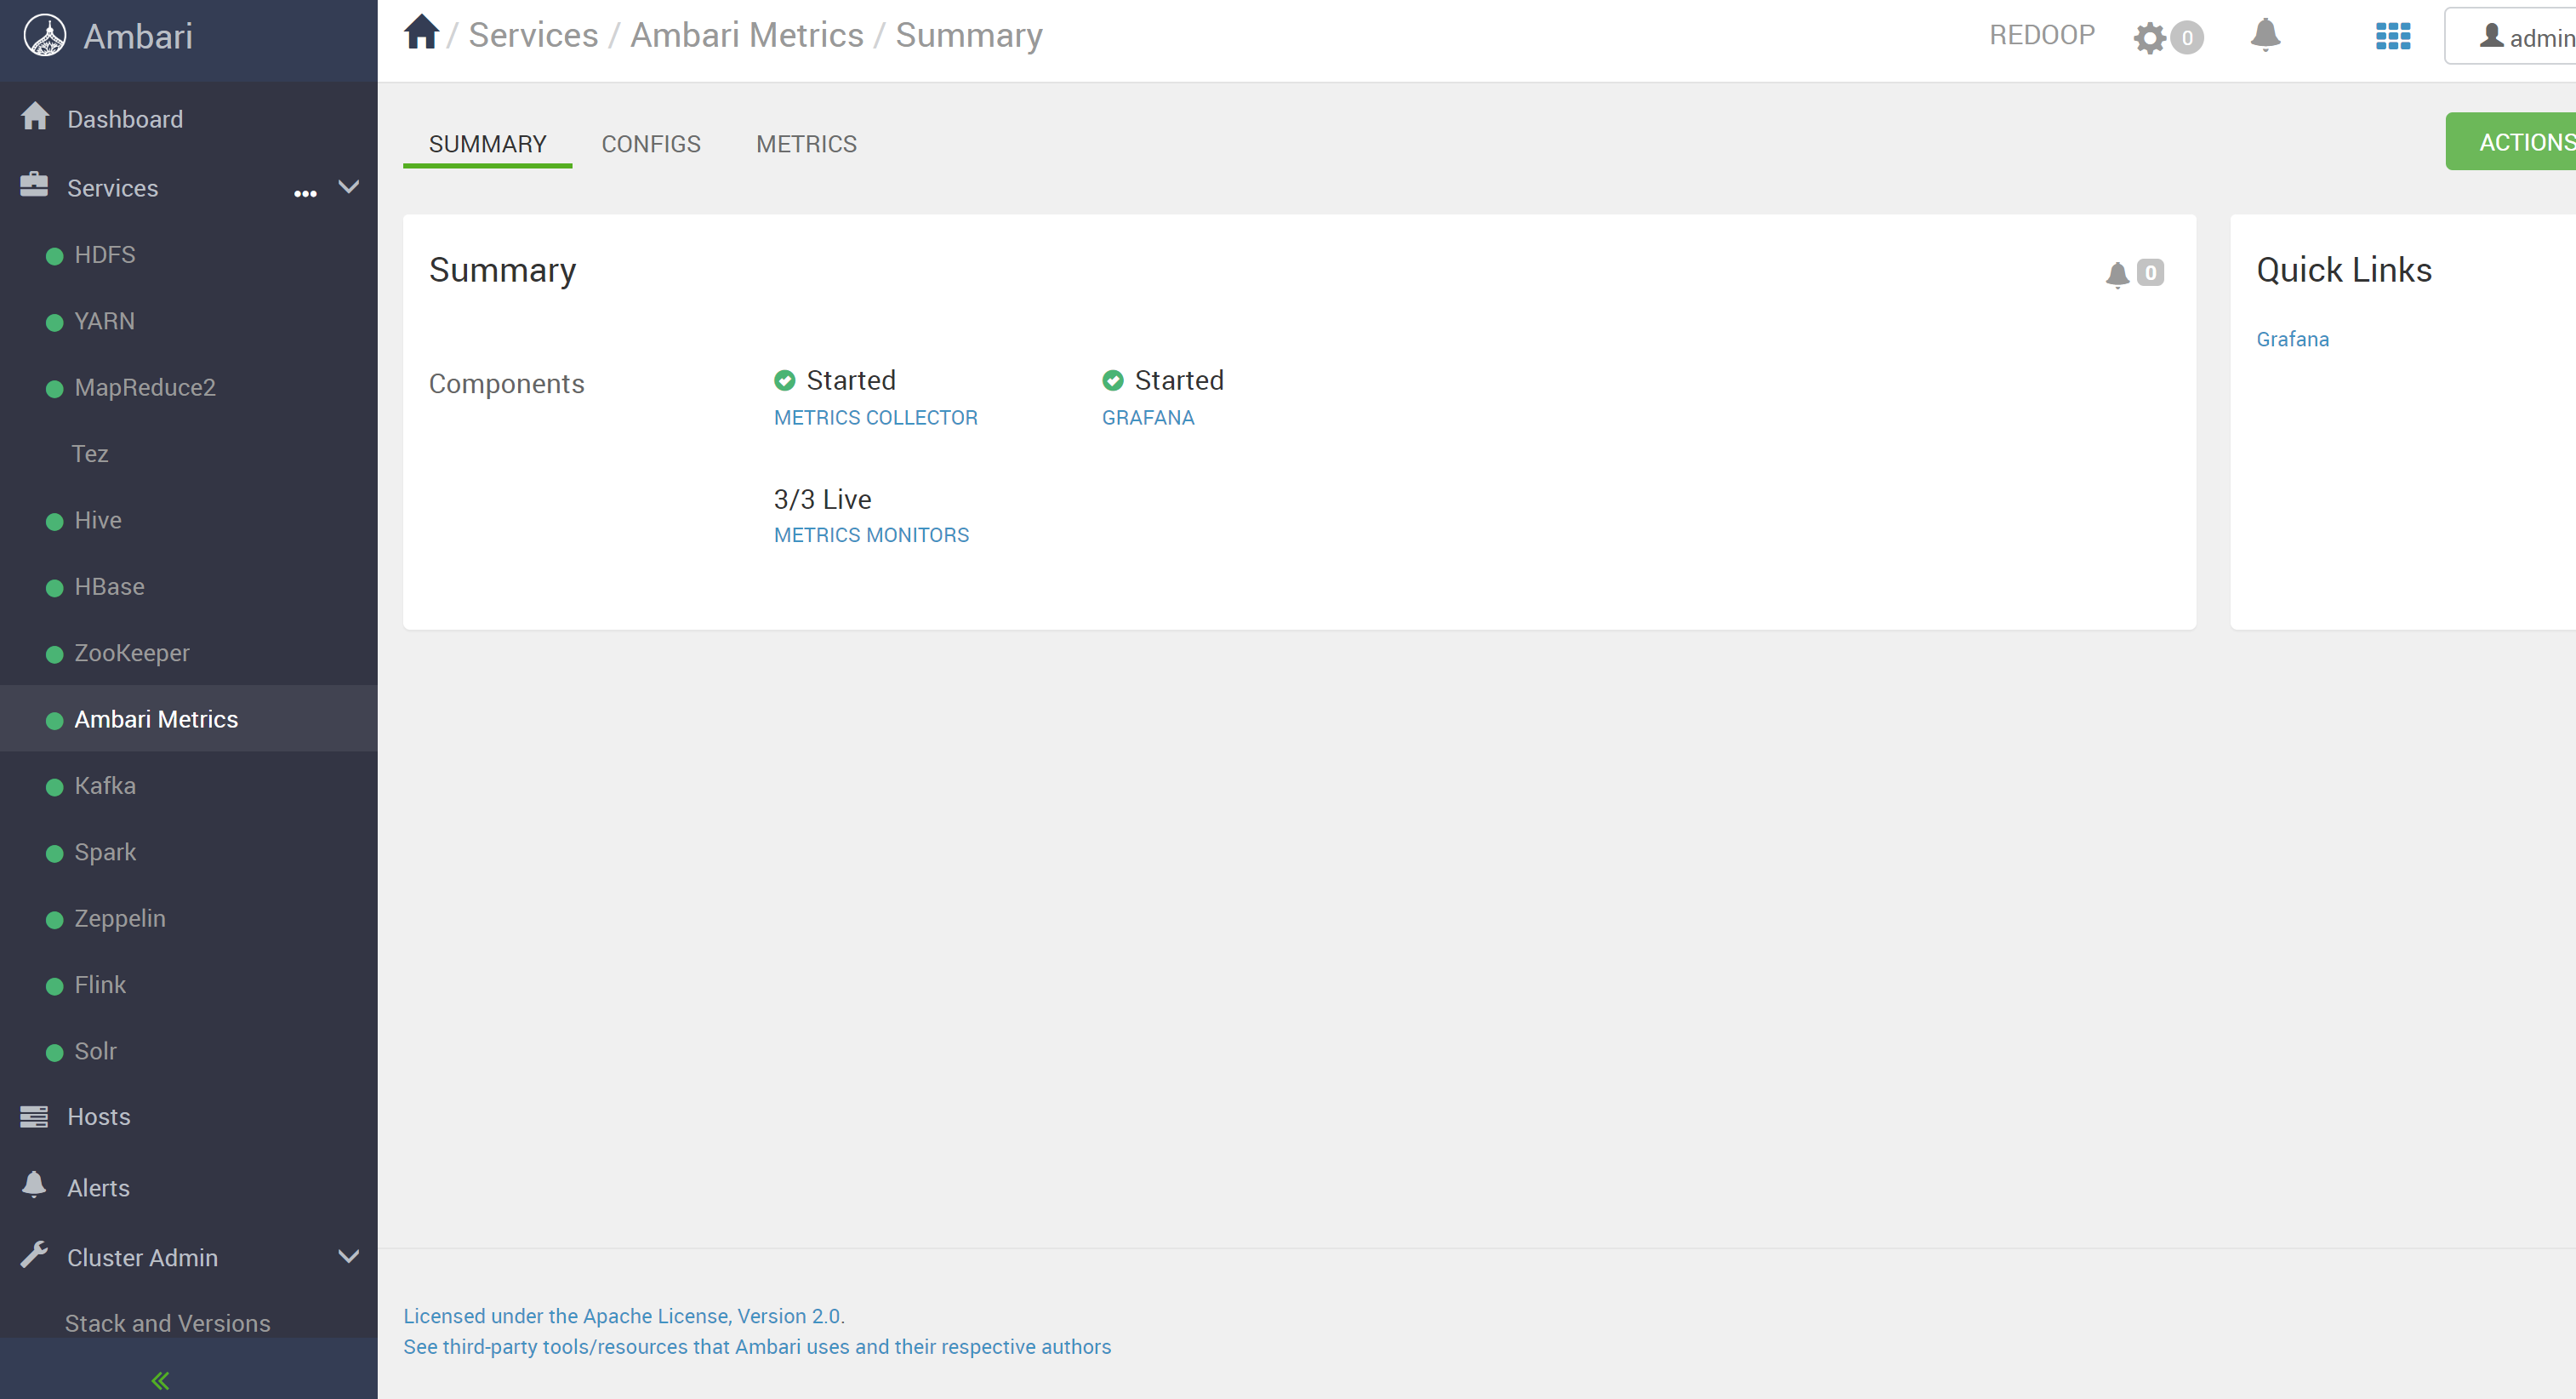 Ambari
/ Services / Ambari Metrics / Summary
REDOOP
0
admin
Dashboard
Services
...
HDFS
YARN
MapReduce2
Tez
Hive
HBase
ZooKeeper
Ambari Metrics
Kafka
Spark
Zeppelin
Flink
Solr
Hosts
Alerts
Cluster Admin
Stack and Versions
SUMMARY CONFIGS METRICS
ACTIONS
Summary
0
Components
Started
METRICS COLLECTOR
Started
GRAFANA
3/3 Live
METRICS MONITORS
Quick Links
Grafana
Licensed under the Apache License, Version 2.0.
See third-party tools/resources that Ambari uses and their respective authors